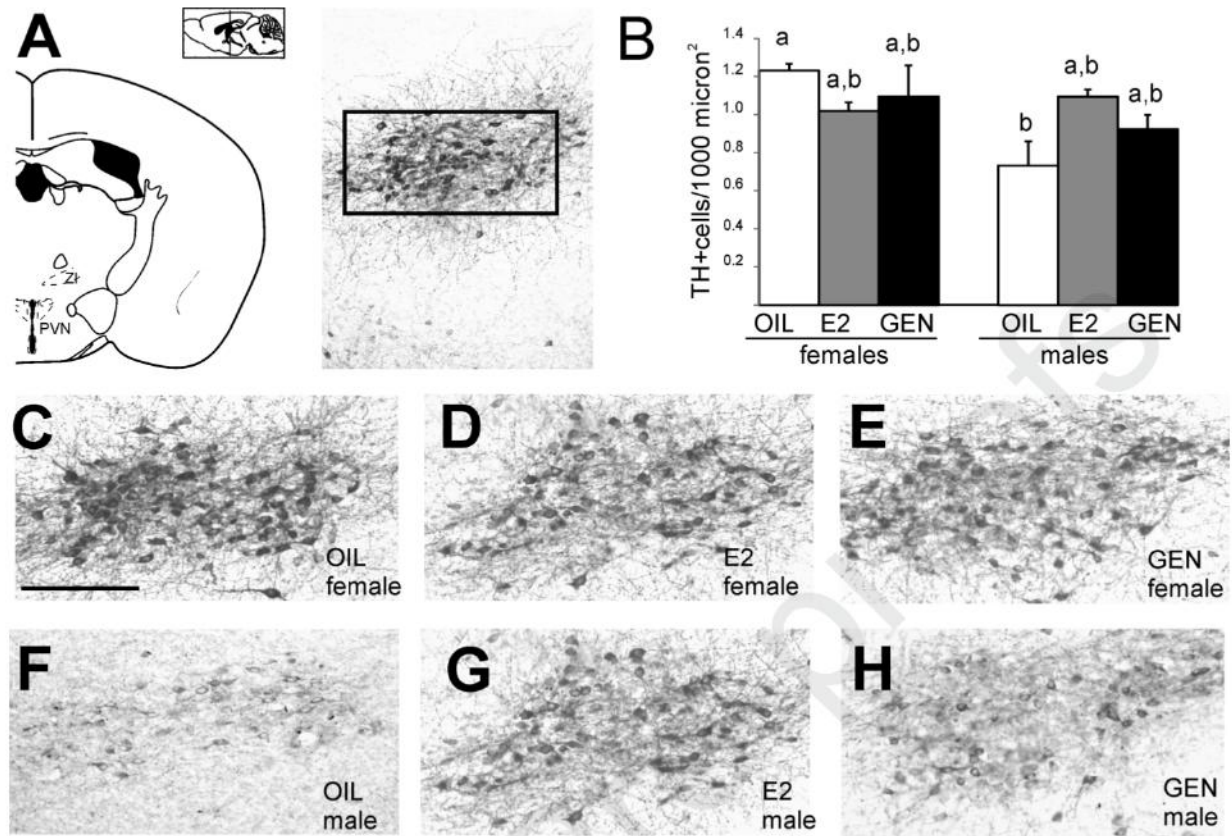 A
ZI
PVN
B
TH+cells/1000 micron2
1.4
1.2
1.0
0.8
0.6
0.4
0.2
a
a,b
a,b
b
a,b
a,b
OIL E2 GEN OIL E2 GEN
females males
C
OIL
female
D
E2
female
E
GEN
female
F
OIL
male
G
E2
male
H
GEN
male